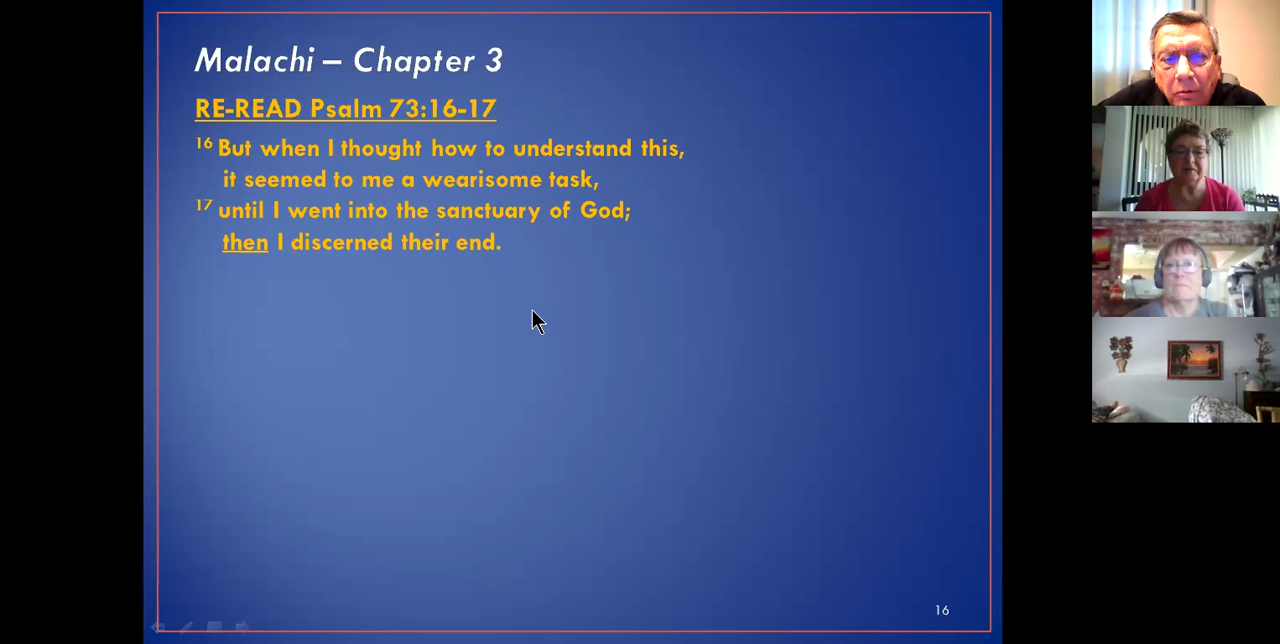 Malachi – Chapter 3
RE-READ Psalm 73:16-17
16 But when I thought how to understand this,
it seemed to me a wearisome task,
17 until I went into the sanctuary of God;
then I discerned their end.
16